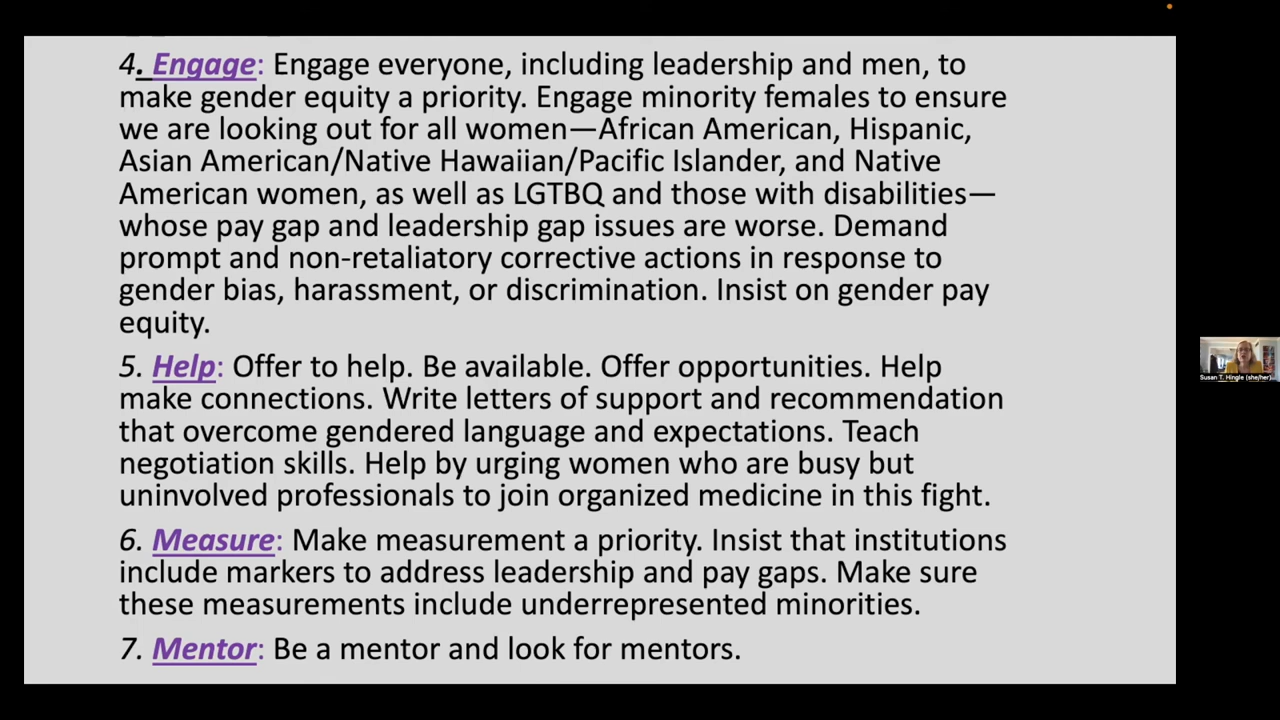 4. Engage: Engage everyone, including leadership and men, to
make gender equity a priority. Engage minority females to ensure
we are looking out for all women—African American, Hispanic,
Asian American/Native Hawaiian/Pacific Islander, and Native
American women, as well as LGTBQ and those with disabilities—
whose pay gap and leadership gap issues are worse. Demand
prompt and non-retaliatory corrective actions in response to
gender bias, harassment, or discrimination. Insist on gender pay
equity.
5. Help: Offer to help. Be available. Offer opportunities. Help
make connections. Write letters of support and recommendation
that overcome gendered language and expectations. Teach
negotiation skills. Help by urging women who are busy but
uninvolved professionals to join organized medicine in this fight.
6. Measure: Make measurement a priority. Insist that institutions
include markers to address leadership and pay gaps. Make sure
these measurements include underrepresented minorities.
7. Mentor: Be a mentor and look for mentors.
Susan T. Hingle (she/her)